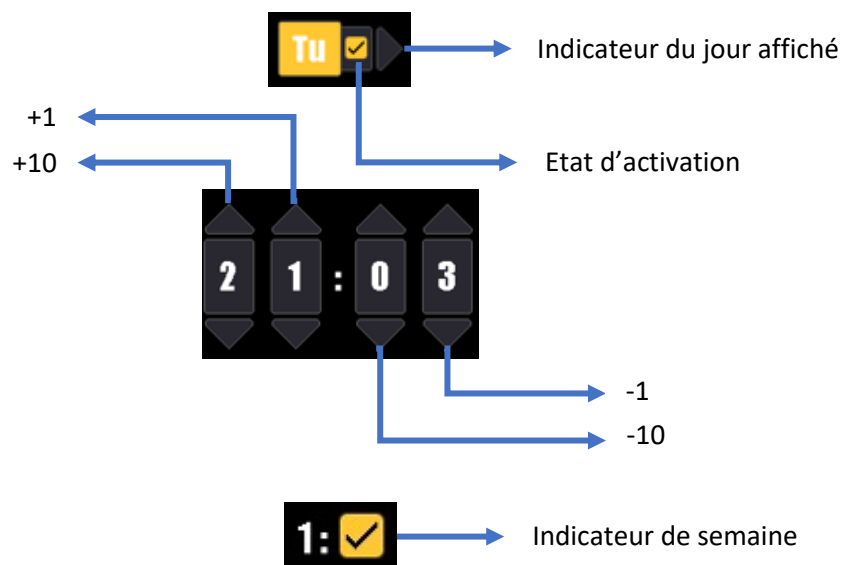 Tu
Indicateur du jour affiché
+1
+10
Etat d’activation
2 1 : 0 3
-1
-10
1:
Indicateur de semaine